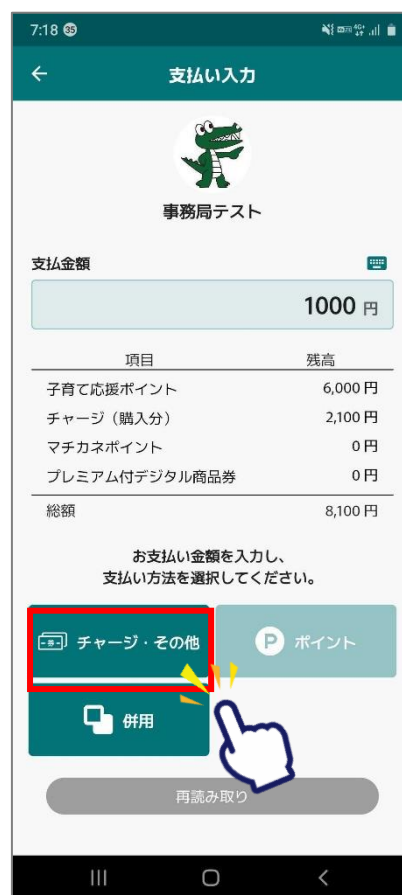 7:18 35 4G+
支払い入力
事務局テスト
支払金額
1000 円
項目 残高
子育て応援ポイント 6,000 円
チャージ（購入分） 2,100 円
マチカネポイント 0 円
プレミアム付デジタル商品券 0 円
総額 8,100 円
お支払い金額を入力し、
支払い方法を選択してください。
チャージ・その他 P ポイント
併用
再読み取り